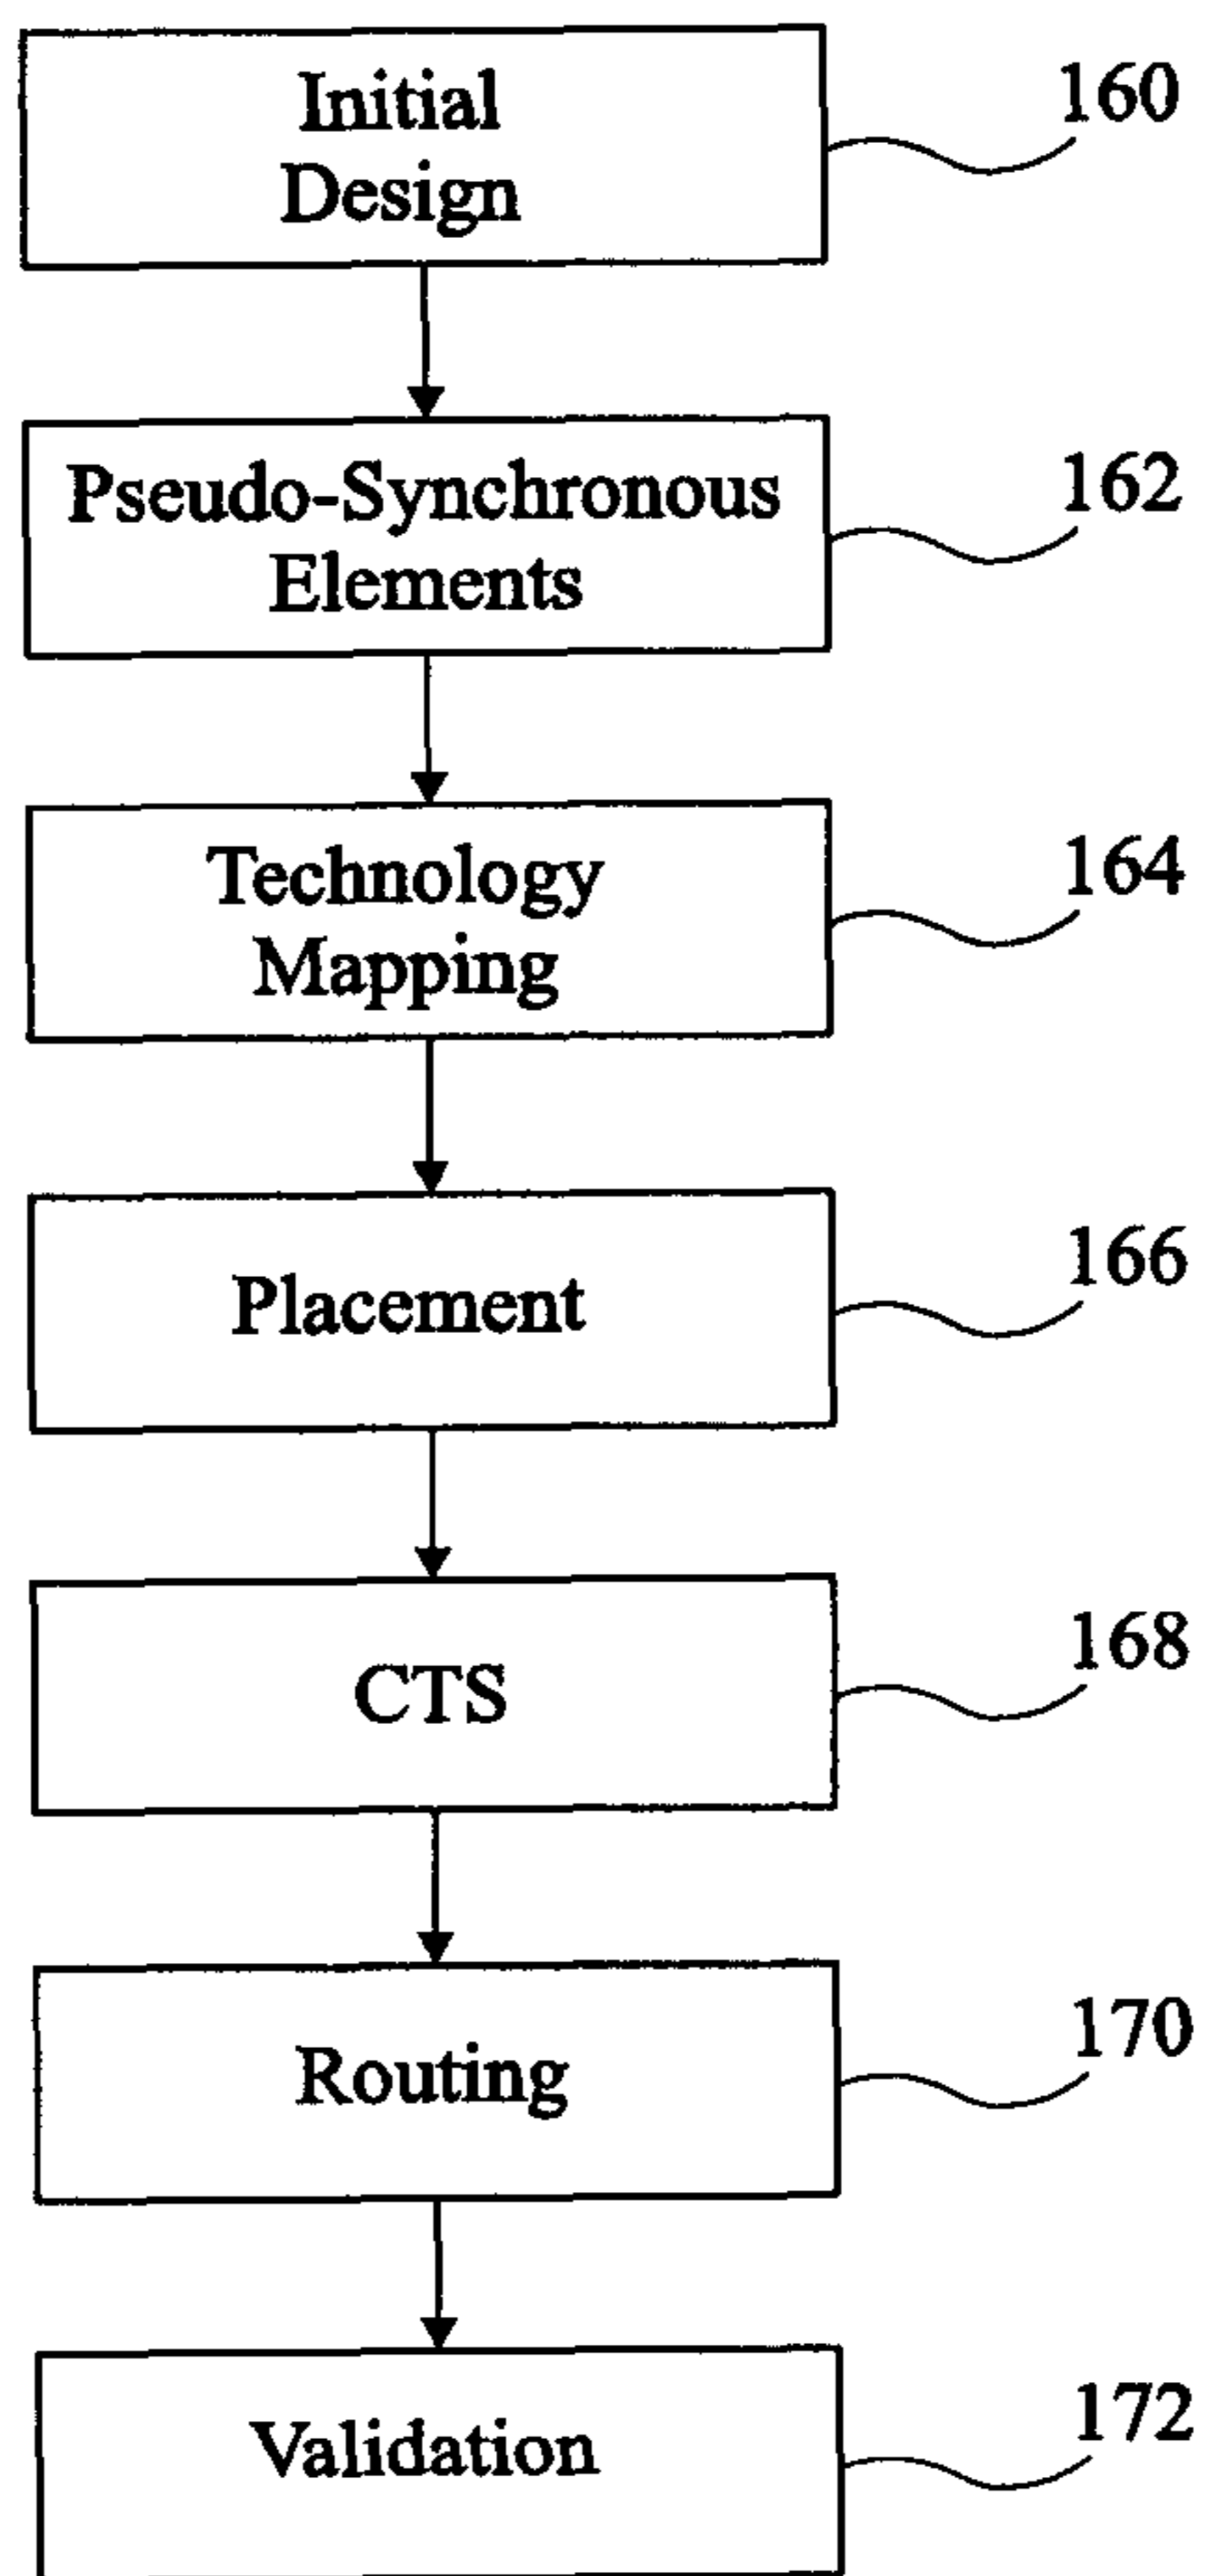 Initial
Design
160
Pseudo-Synchronous
Elements
162
Technology
Mapping
164
Placement
166
CTS
168
Routing
170
Validation
172